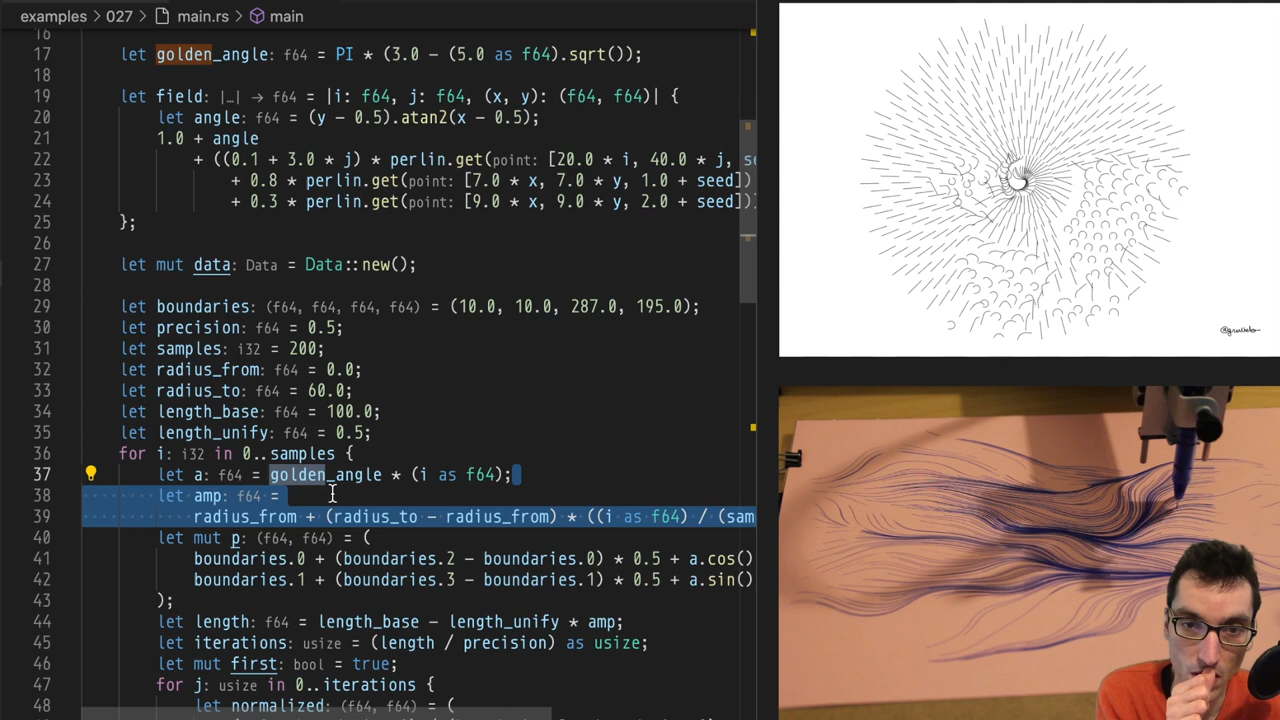 examples › 027 › main.rs › main
16
17 let golden_angle: f64 = PI * (3.0 - (5.0 as f64).sqrt());
18
19 let field: |…| → f64 = |i: f64, j: f64, (x, y): (f64, f64)| {
20 let angle: f64 = (y - 0.5).atan2(x - 0.5);
21 1.0 + angle
22 + ((0.1 + 3.0 * j) * perlin.get(point: [20.0 * i, 40.0 * j, se
23 + 0.8 * perlin.get(point: [7.0 * x, 7.0 * y, 1.0 + seed])
24 + 0.3 * perlin.get(point: [9.0 * x, 9.0 * y, 2.0 + seed])
25 };
26
27 let mut data: Data = Data::new();
28
29 let boundaries: (f64, f64, f64, f64) = (10.0, 10.0, 287.0, 195.0);
30 let precision: f64 = 0.5;
31 let samples: i32 = 200;
32 let radius_from: f64 = 0.0;
33 let radius_to: f64 = 60.0;
34 let length_base: f64 = 100.0;
35 let length_unify: f64 = 0.5;
36 for i: i32 in 0..samples {
37 let a: f64 = golden_angle * (i as f64);
38 let amp: f64 =
39 radius_from + (radius_to - radius_from) * ((i as f64) / (sam
40 let mut p: (f64, f64) = (
41 boundaries.0 + (boundaries.2 - boundaries.0) * 0.5 + a.cos()
42 boundaries.1 + (boundaries.3 - boundaries.1) * 0.5 + a.sin()
43 );
44 let length: f64 = length_base - length_unify * amp;
45 let iterations: usize = (length / precision) as usize;
46 let mut first: bool = true;
47 for j: usize in 0..iterations {
48 let normalized: (f64, f64) = (